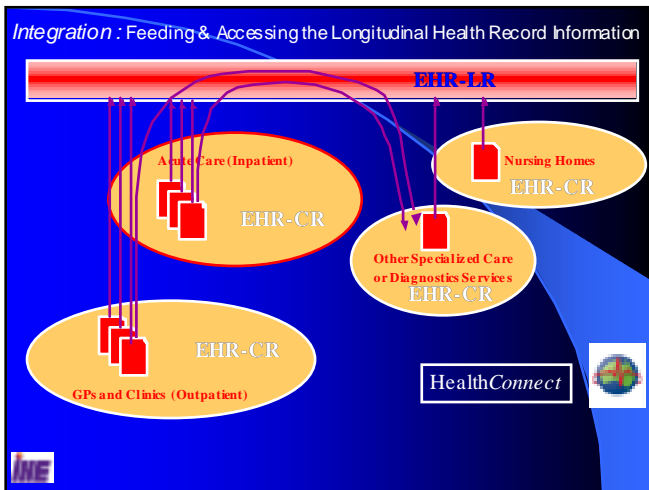 Integration : Feeding & Accessing the Longitudinal Health Record Information
EHR-LR
Acute Care (Inpatient)
EHR-CR
Nursing Homes
EHR-CR
Other Specialized Care
or Diagnostics Services
EHR-CR
EHR-CR
GPs and Clinics (Outpatient)
HealthConnect
iHE